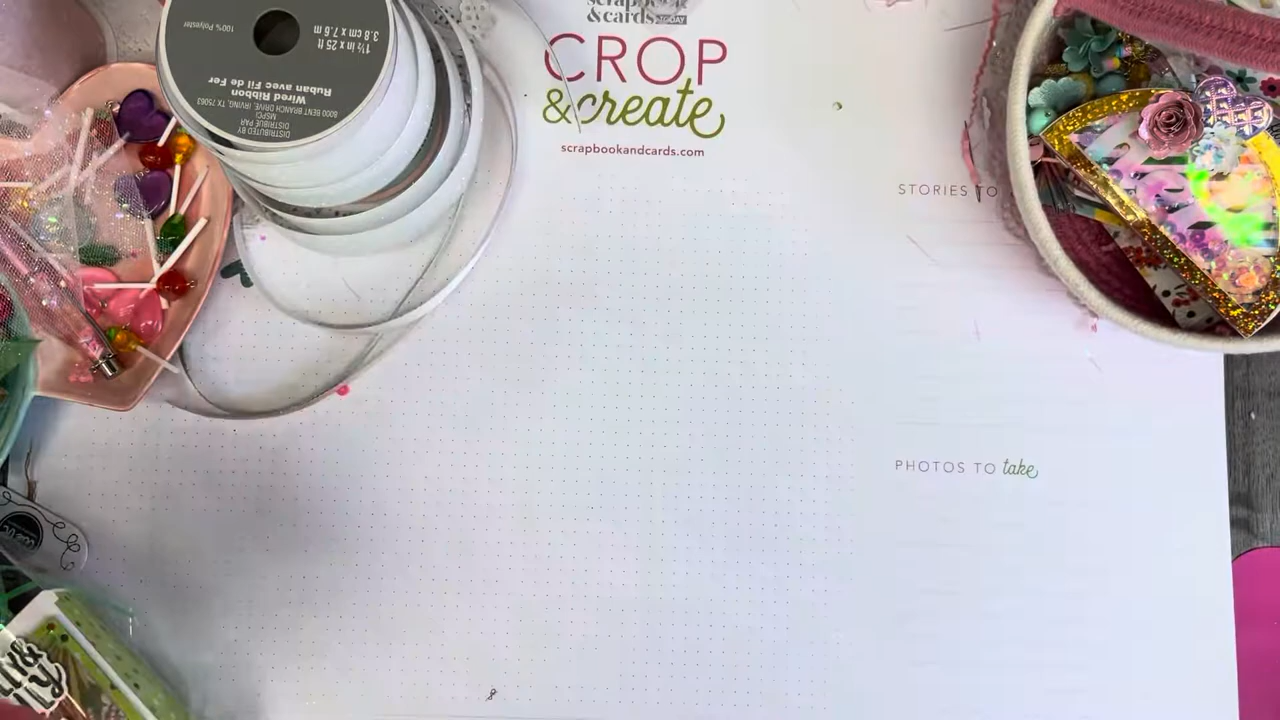 scrapbook
&cards TODAY
CROP
&create
scrapbookandcards.com
STORIES TO
PHOTOS TO take
1½ in x 25 ft
3.8 cm x 7.6 m
100% Polyester
Wired Ribbon
Ruban avec Fil de Fer
DISTRIBUTED BY
DISTRIBUÉ PAR
MSPCI
8000 BENT BRANCH DRIVE, IRVING, TX 75063